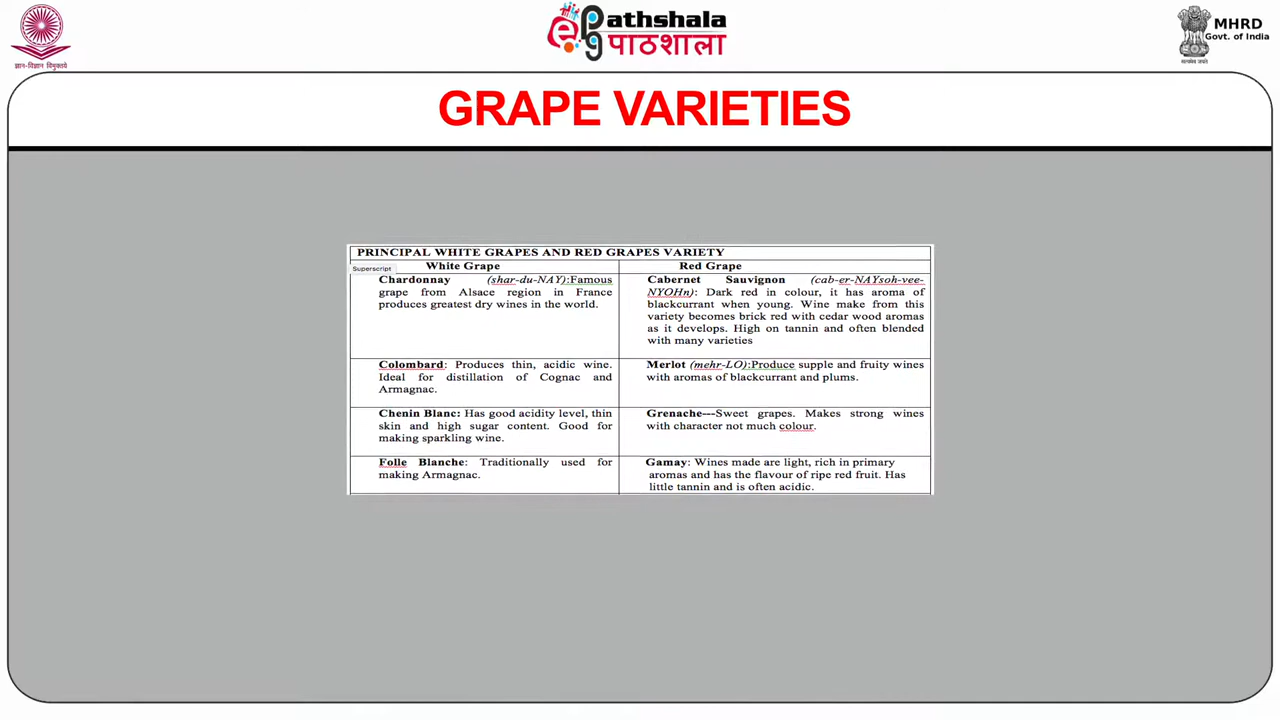 ज्ञान-विज्ञान विमुक्तये
ePathshala
पाठशाला
सत्यमेव जयते
MHRD
Govt. of India
GRAPE VARIETIES
PRINCIPAL WHITE GRAPES AND RED GRAPES VARIETY
Superscript
White Grape
Red Grape
Chardonnay (shar-du-NAY):Famous
grape from Alsace region in France
produces greatest dry wines in the world.
Cabernet Sauvignon (cab-er-NAYsoh-vee-
NYOHn): Dark red in colour, it has aroma of
blackcurrant when young. Wine make from this
variety becomes brick red with cedar wood aromas
as it develops. High on tannin and often blended
with many varieties
Colombard: Produces thin, acidic wine.
Ideal for distillation of Cognac and
Armagnac.
Merlot (mehr-LO):Produce supple and fruity wines
with aromas of blackcurrant and plums.
Chenin Blanc: Has good acidity level, thin
skin and high sugar content. Good for
making sparkling wine.
Grenache---Sweet grapes. Makes strong wines
with character not much colour.
Folle Blanche: Traditionally used for
making Armagnac.
Gamay: Wines made are light, rich in primary
aromas and has the flavour of ripe red fruit. Has
little tannin and is often acidic.